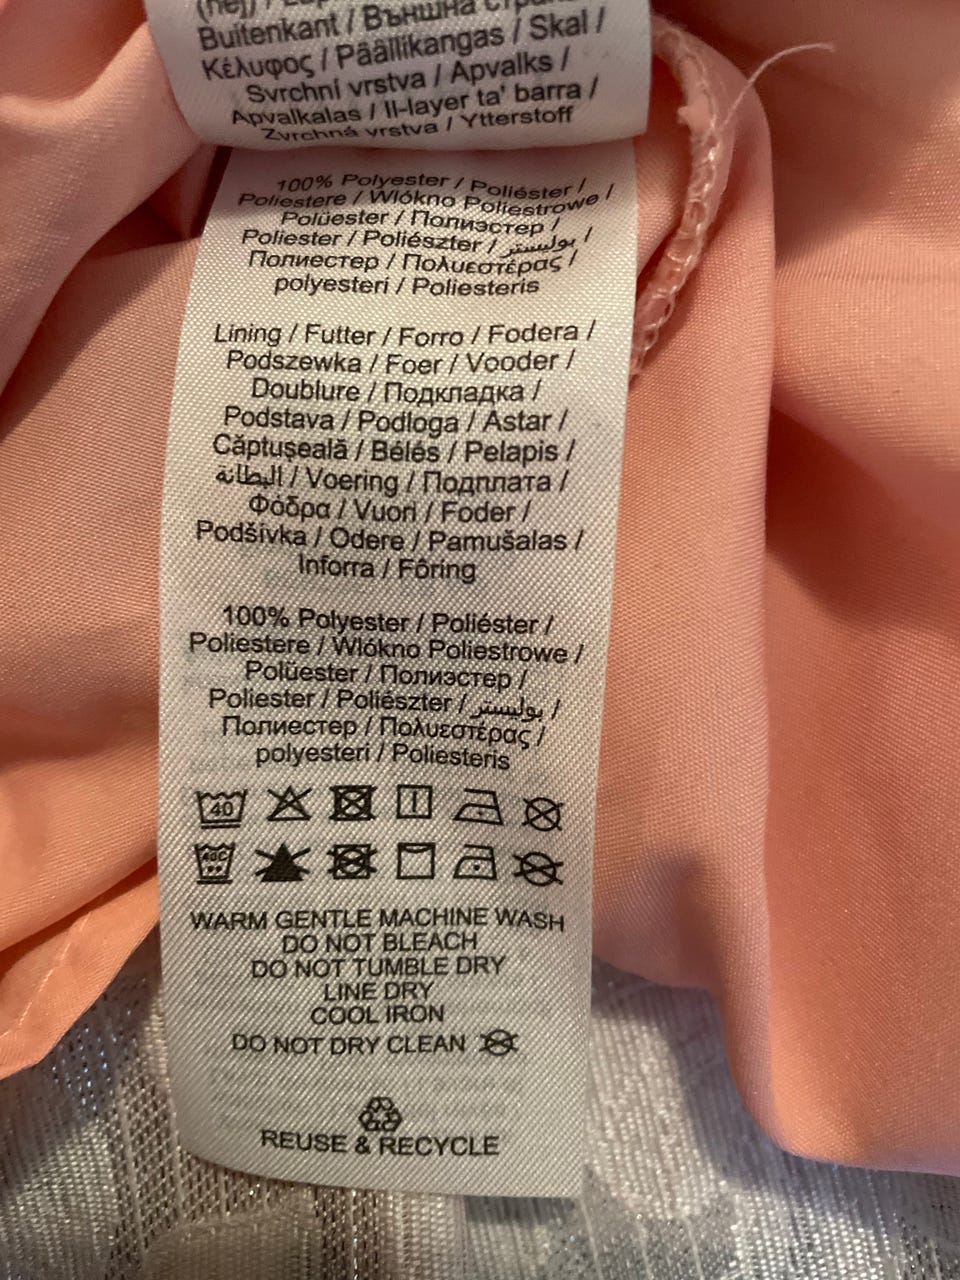 Buitenkant / Външна страна
Κέλυφος / Päällikangas / Skal /
Svrchní vrstva / Apvalks /
Apvalkalas / Il-layer ta' barra /
Zvrchná vrstva / Ytterstoff
100% Polyester / Poliéster /
Poliestere / Wlókno Poliestrowe /
Polüester / Полиэстер /
Poliester / Poliészter / بوليستر /
Полиестер / Πολυεστέρας /
polyesteri / Poliesteris
Lining / Futter / Forro / Fodera /
Podszewka / Foer / Vooder /
Doublure / Подкладка /
Podstava / Podloga / Astar /
Căptușeală / Bélés / Pelapis /
البطانة / Voering / Подплата /
Φόδρα / Vuori / Foder /
Podšívka / Odere / Pamušalas /
Inforra / Fôring
100% Polyester / Poliéster /
Poliestere / Wlókno Poliestrowe /
Polüester / Полиэстер /
Poliester / Poliészter / بوليستر /
Полиестер / Πολυεστέρας /
polyesteri / Poliesteris
40
40C
WARM GENTLE MACHINE WASH
DO NOT BLEACH
DO NOT TUMBLE DRY
LINE DRY
COOL IRON
DO NOT DRY CLEAN
REUSE & RECYCLE